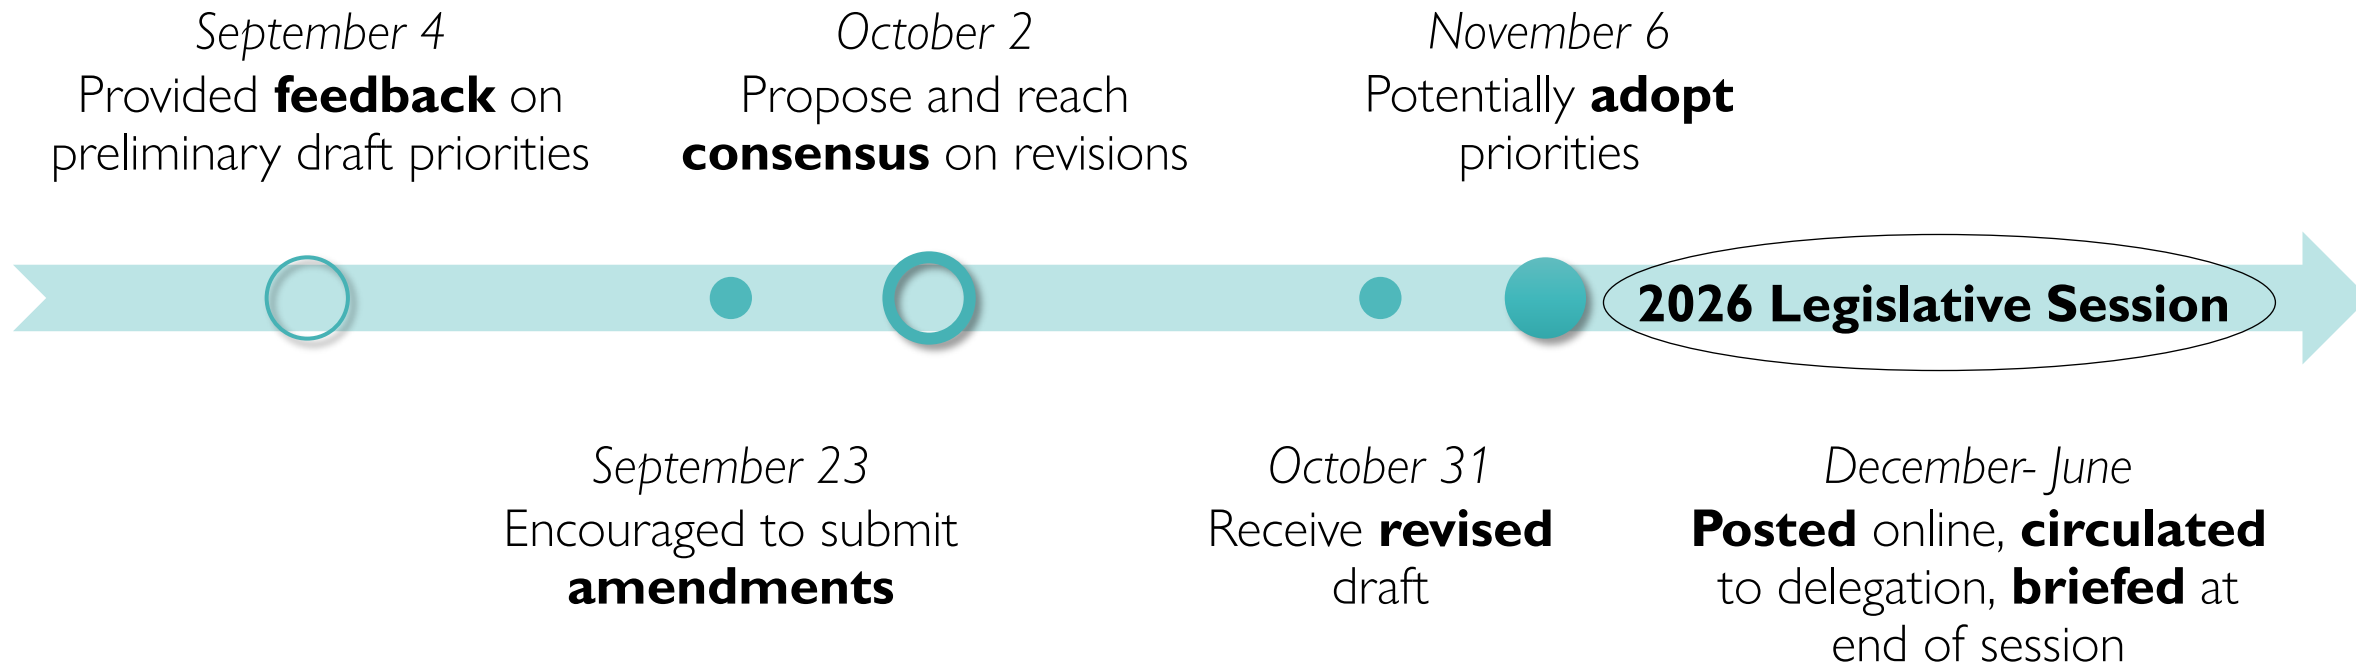 September 4
Provided feedback on
preliminary draft priorities
October 2
Propose and reach
consensus on revisions
November 6
Potentially adopt
priorities
2026 Legislative Session
September 23
Encouraged to submit
amendments
October 31
Receive revised
draft
December- June
Posted online, circulated
to delegation, briefed at
end of session